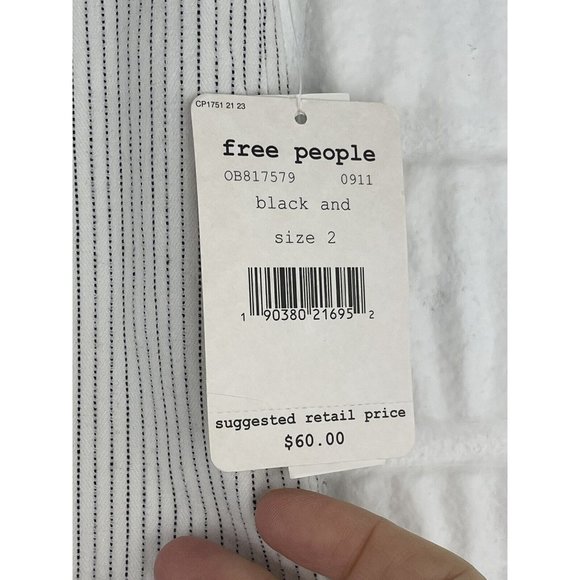 CP1751 21 23
free people
OB817579 0911
black and
size 2
1 90380 21695 2
suggested retail price
$60.00